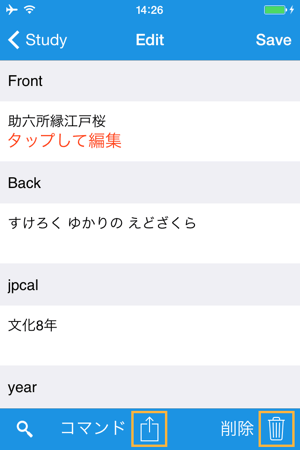 14:26
Study Edit Save
Front
助六所縁江戸桜
タップして編集
Back
すけろく ゆかりの えどざくら
jpcal
文化8年
year
コマンド 削除